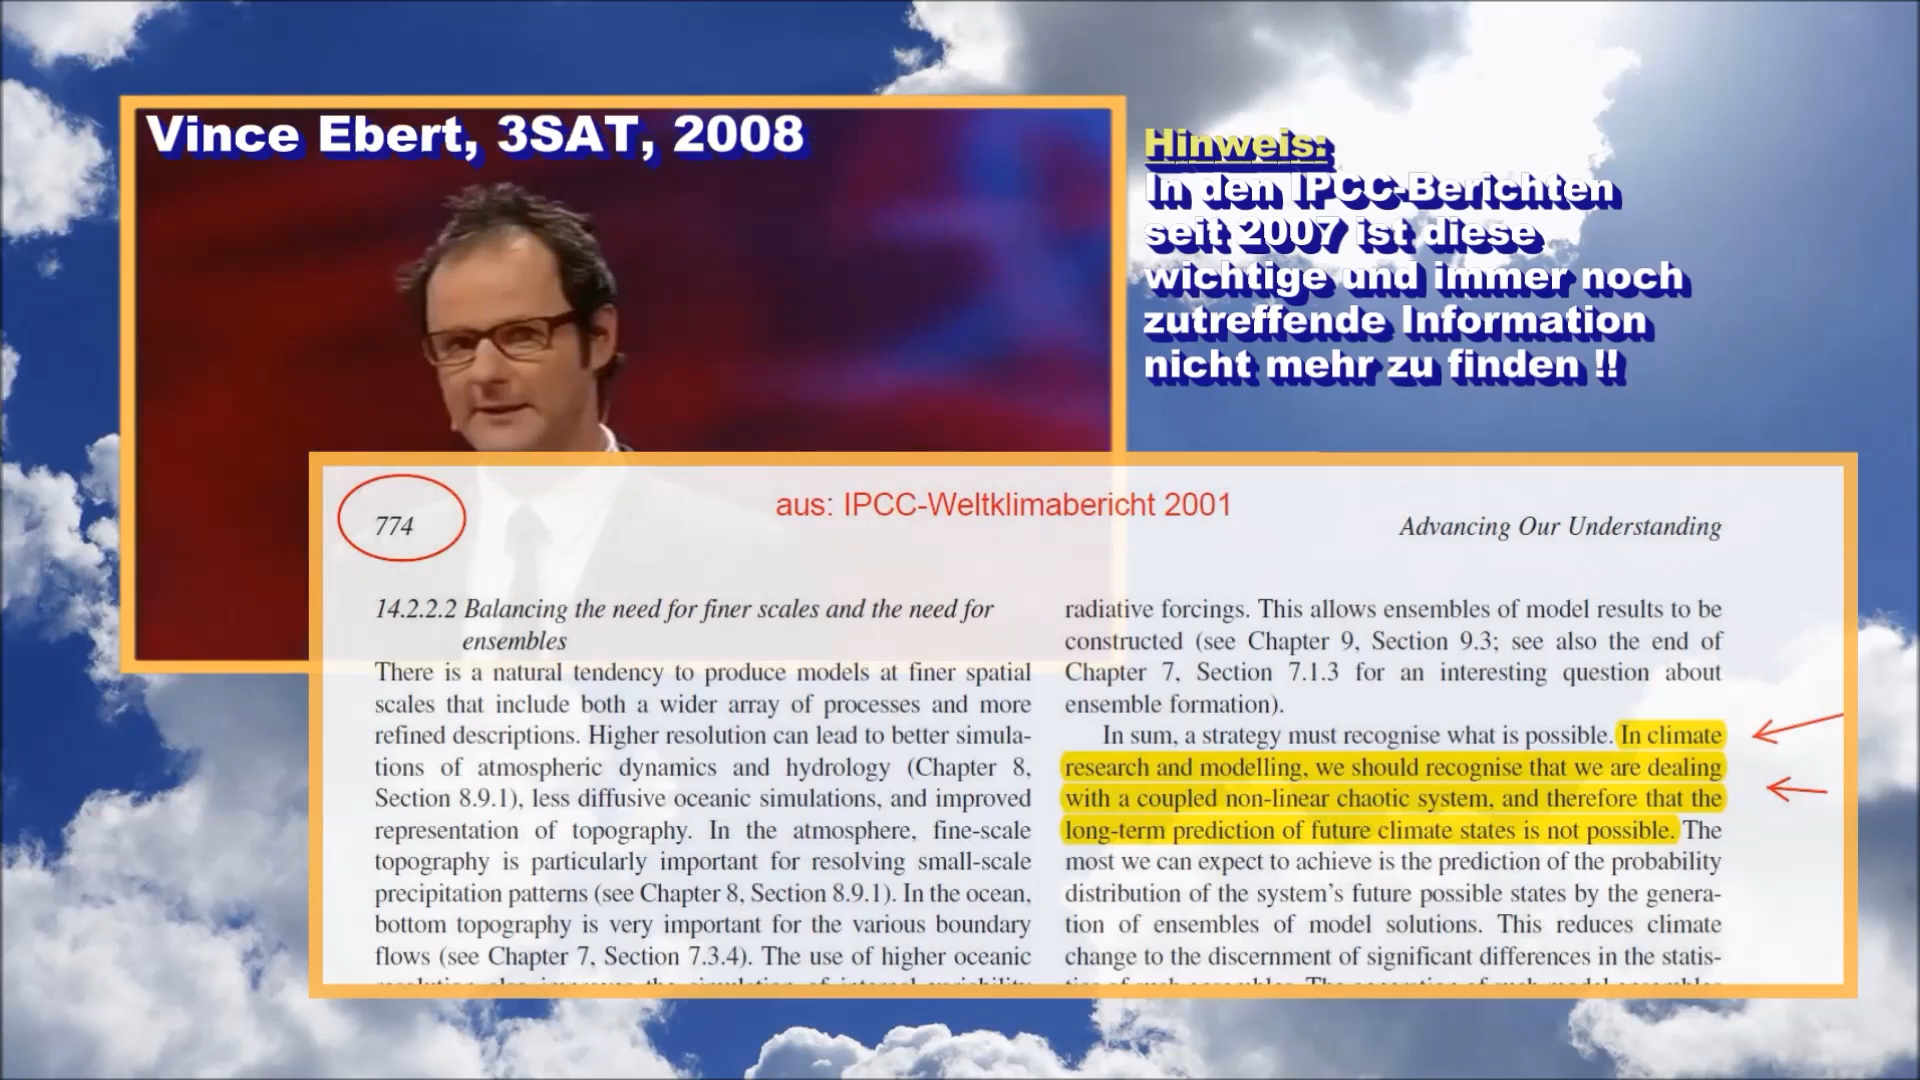 Vince Ebert, 3SAT, 2008
Hinweis:
In den IPCC-Berichten
seit 2007 ist diese
wichtige und immer noch
zutreffende Information
nicht mehr zu finden !!
774
aus: IPCC-Weltklimabericht 2001
Advancing Our Understanding
14.2.2.2 Balancing the need for finer scales and the need for
ensembles
There is a natural tendency to produce models at finer spatial
scales that include both a wider array of processes and more
refined descriptions. Higher resolution can lead to better simula-
tions of atmospheric dynamics and hydrology (Chapter 8,
Section 8.9.1), less diffusive oceanic simulations, and improved
representation of topography. In the atmosphere, fine-scale
topography is particularly important for resolving small-scale
precipitation patterns (see Chapter 8, Section 8.9.1). In the ocean,
bottom topography is very important for the various boundary
flows (see Chapter 7, Section 7.3.4). The use of higher oceanic
radiative forcings. This allows ensembles of model results to be
constructed (see Chapter 9, Section 9.3; see also the end of
Chapter 7, Section 7.1.3 for an interesting question about
ensemble formation).
In sum, a strategy must recognise what is possible. In climate
research and modelling, we should recognise that we are dealing
with a coupled non-linear chaotic system, and therefore that the
long-term prediction of future climate states is not possible. The
most we can expect to achieve is the prediction of the probability
distribution of the system's future possible states by the genera-
tion of ensembles of model solutions. This reduces climate
change to the discernment of significant differences in the statis-